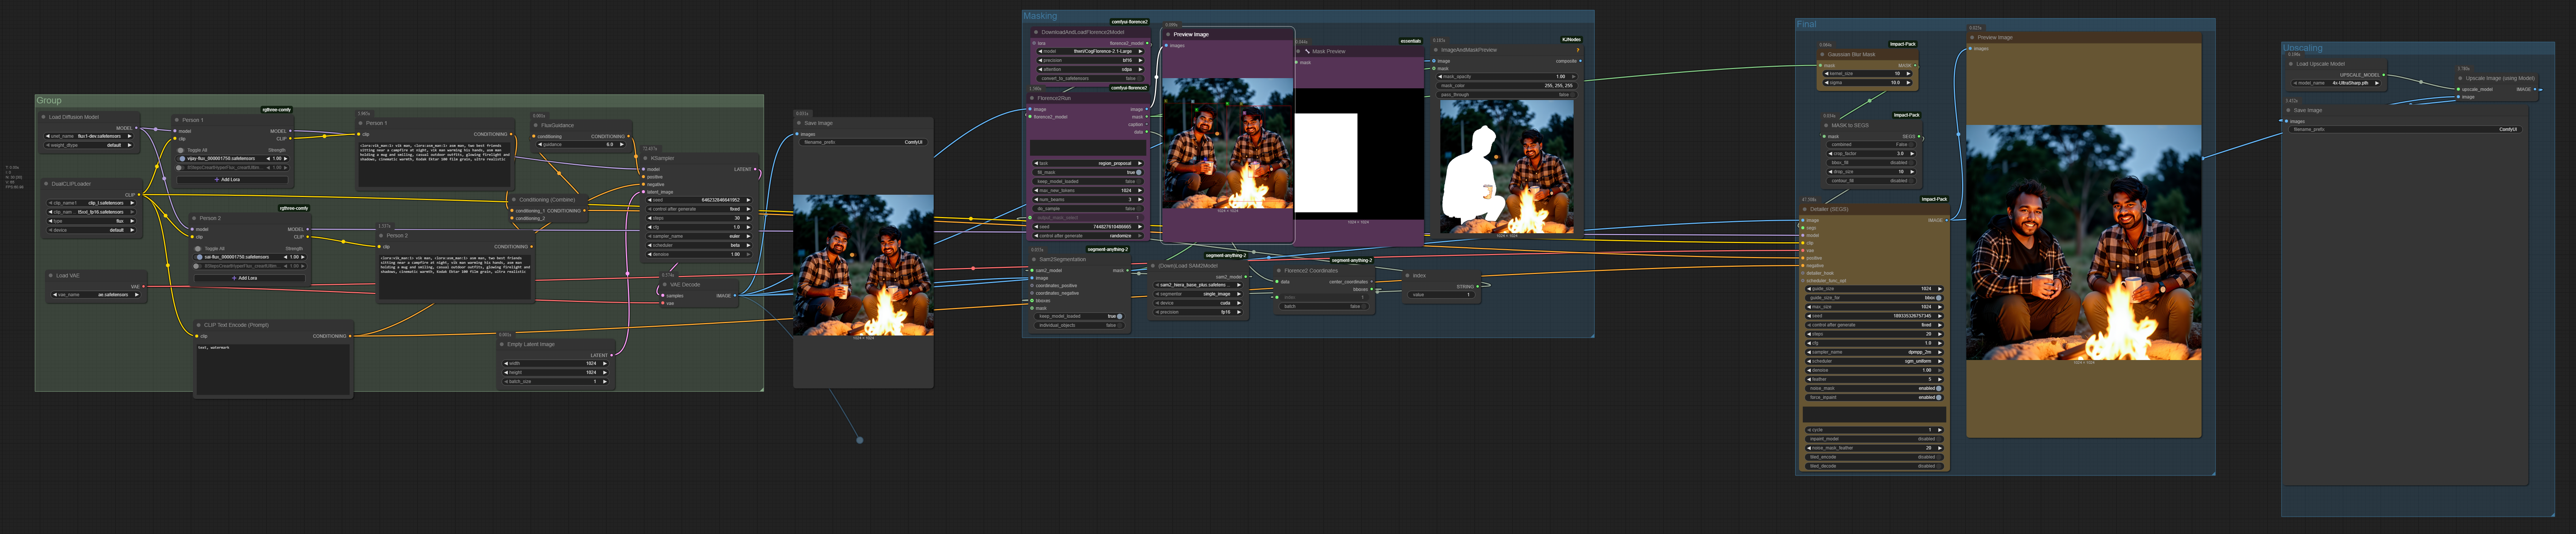 Group
Load Diffusion Model
MODEL
unet_name flux1-dev.safetensors
weight_dtype default
DualCLIPLoader
CLIP
clip_name1 clip_l.safetensors
type flux
device default
Load VAE
VAE
vae_name ae.safetensors
rgthree-comfy
Person 1
model MODEL
clip CLIP
Toggle All Strength
1.00
+ Add Lora
rgthree-comfy
Person 2
model MODEL
clip CLIP
Toggle All Strength
sai-flux_000001750.safetensors 1.00
+ Add Lora
CLIP Text Encode (Prompt)
clip CONDITIONING
text, watermark
Person 1
clip CONDITIONING
Person 2
clip CONDITIONING
FluxGuidance
conditioning CONDITIONING
guidance 6.0
Conditioning (Combine)
conditioning_1 CONDITIONING
conditioning_2
Empty Latent Image
LATENT
width 1024
height 1024
batch_size 1
KSampler
model LATENT
positive
negative
latent_image
seed 646232646841952
control after generate fixed
steps 30
cfg 1.0
sampler_name euler
scheduler beta
denoise 1.00
VAE Decode
samples IMAGE
vae
Save Image
images
filename_prefix ComfyUI
1024 × 1024
Masking
comfyui-florence2
DownloadAndLoadFlorence2Model
lora florence2_model
model thwri/CogFlorence-2.1-Large
precision bf16
attention sdpa
convert_to_safetensors false
comfyui-florence2
Florence2Run
image image
florence2_model mask
caption
data
task region_proposal
fill_mask true
keep_model_loaded false
max_new_tokens 1024
num_beams 3
do_sample false
output_mask_select 1
seed 744827610486665
control after generate randomize
Preview Image
images
1024 × 1024
essentials
Mask Preview
mask
1024 × 1024
KJNodes
ImageAndMaskPreview
image composite
mask
mask_opacity 1.00
mask_color 255, 255, 255
pass_through false
1024 × 1024
segment-anything-2
Sam2Segmentation
sam2_model mask
image
coordinates_positive
coordinates_negative
bboxes
mask
keep_model_loaded true
individual_objects false
segment-anything-2
(Down)Load SAM2Model
sam2_model
segmentor single_image
device cuda
precision fp16
segment-anything-2
Florence2 Coordinates
data center_coordinates
bboxes
index 1
batch false
Index
STRING
value 1
Final
Impact-Pack
Gaussian Blur Mask
mask MASK
kernel_size 10
sigma 10.0
Impact-Pack
MASK to SEGS
mask SEGS
combined False
crop_factor 3.0
bbox_fill disabled
drop_size 10
contour_fill disabled
Impact-Pack
Detailer (SEGS)
image IMAGE
segs
model
clip
vae
positive
negative
detailer_hook
scheduler_func_opt
guide_size 1024
guide_size_for bbox
max_size 1024
seed 189335326757345
control after generate fixed
steps 20
cfg 1.0
sampler_name dpmpp_2m
scheduler sgm_uniform
denoise 1.00
feather 5
noise_mask enabled
force_inpaint enabled
cycle 1
inpaint_model disabled
noise_mask_feather 20
tiled_encode disabled
tiled_decode disabled
Preview Image
images
1024 × 1024
Upscaling
Load Upscale Model
UPSCALE_MODEL
model_name 4x-UltraSharp.pth
Upscale Image (using Model)
upscale_model IMAGE
image
Save Image
images
filename_prefix ComfyUI